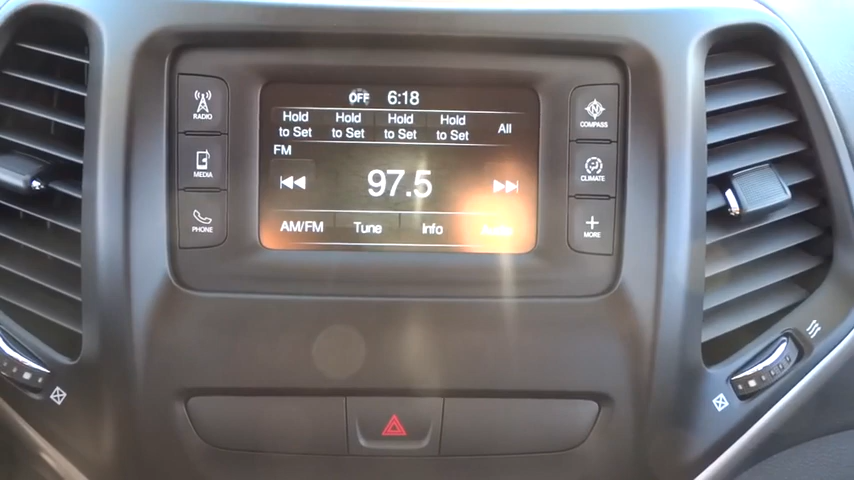 OFF 6:18
Hold to Set Hold to Set Hold to Set Hold to Set All
FM
97.5
AM/FM Tune Info Audio
RADIO
MEDIA
PHONE
N
COMPASS
CLIMATE
MORE